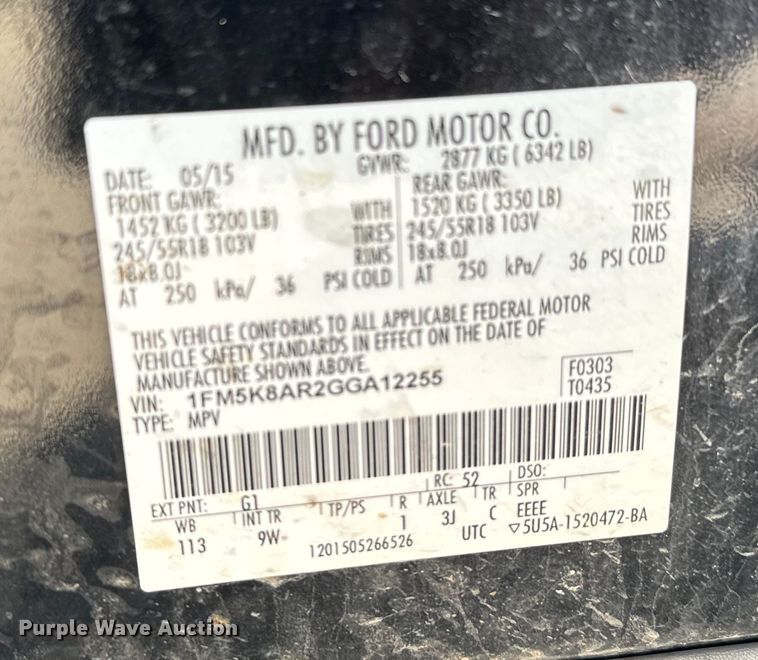 MFD. BY FORD MOTOR CO.
DATE: 05/15 GVWR: 2877 KG ( 6342 LB)
FRONT GAWR: REAR GAWR:
1452 KG ( 3200 LB) WITH 1520 KG ( 3350 LB) WITH
245/55R18 103V TIRES 245/55R18 103V TIRES
18x8.0J RIMS 18x8.0J RIMS
AT 250 kPa/ 36 PSI COLD AT 250 kPa/ 36 PSI COLD
THIS VEHICLE CONFORMS TO ALL APPLICABLE FEDERAL MOTOR
VEHICLE SAFETY STANDARDS IN EFFECT ON THE DATE OF
MANUFACTURE SHOWN ABOVE.
VIN: 1FM5K8AR2GGA12255 F0303
TYPE: MPV T0435
EXT PNT: G1 RC: 52 DSO:
WB INT TR TP/PS R AXLE TR SPR
113 9W 1 3J C EEEE
1201505266526 UTC ▽5U5A-1520472-BA
Purple Wave Auction